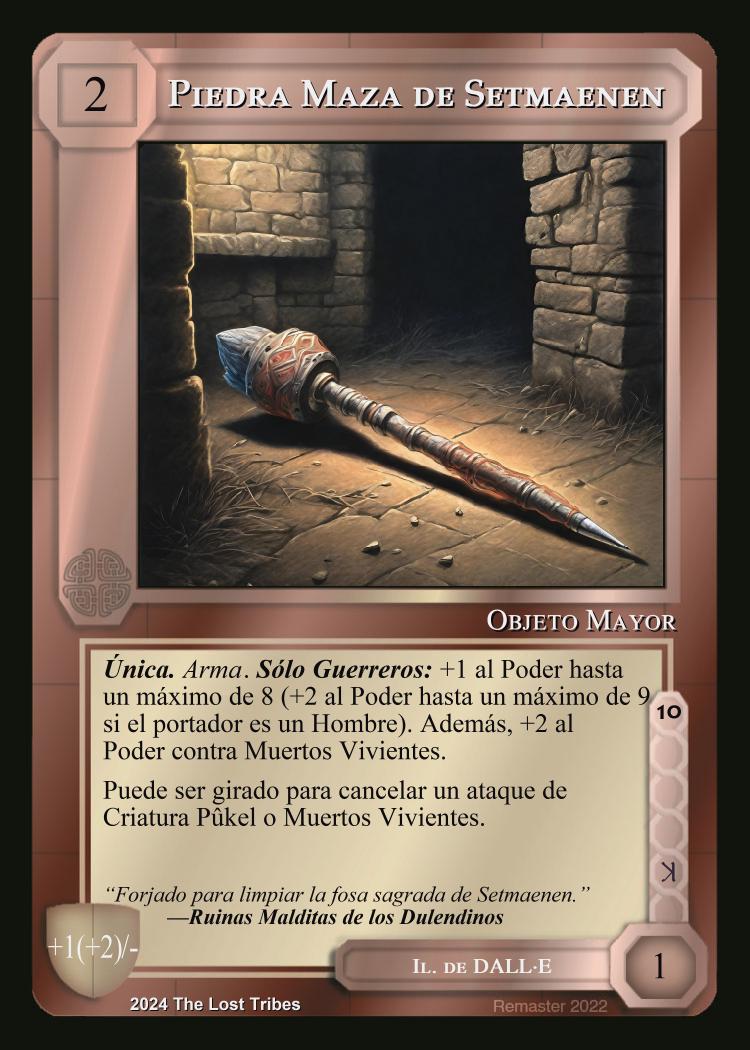 2
Piedra Maza de Setmaenen
Objeto Mayor
Única. Arma. Sólo Guerreros: +1 al Poder hasta
un máximo de 8 (+2 al Poder hasta un máximo de 9
si el portador es un Hombre). Además, +2 al
Poder contra Muertos Vivientes.
10
Puede ser girado para cancelar un ataque de
Criatura Pûkel o Muertos Vivientes.
“Forjado para limpiar la fosa sagrada de Setmaenen.”
—Ruinas Malditas de los Dulendinos
+1(+2)/-
Il. de DALL·E
1
2024 The Lost Tribes
Remaster 2022